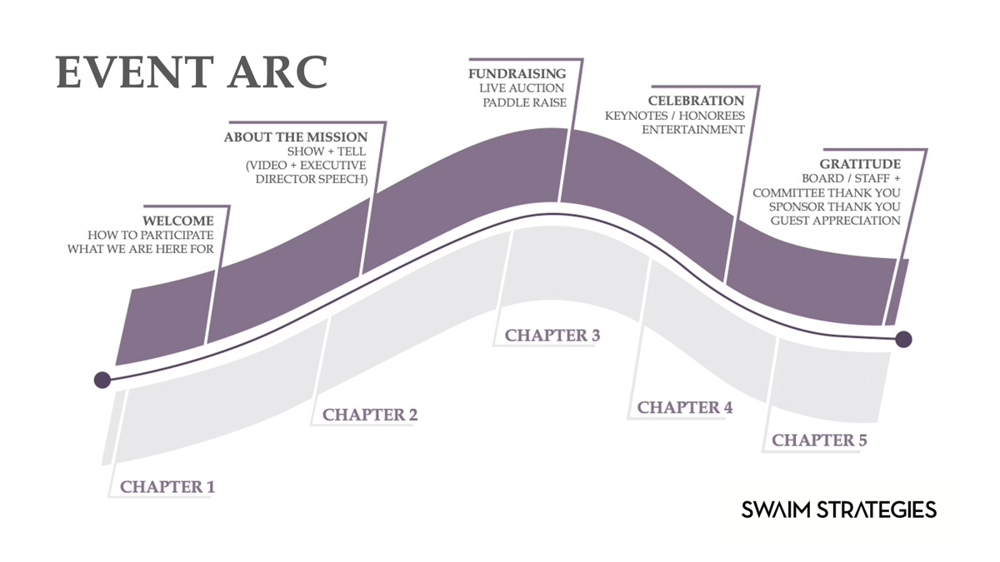 EVENT ARC
WELCOME
HOW TO PARTICIPATE
WHAT WE ARE HERE FOR
ABOUT THE MISSION
SHOW + TELL
(VIDEO + EXECUTIVE
DIRECTOR SPEECH)
FUNDRAISING
LIVE AUCTION
PADDLE RAISE
CELEBRATION
KEYNOTES / HONOREES
ENTERTAINMENT
GRATITUDE
BOARD / STAFF +
COMMITTEE THANK YOU
SPONSOR THANK YOU
GUEST APPRECIATION
CHAPTER 1
CHAPTER 2
CHAPTER 3
CHAPTER 4
CHAPTER 5
SWAIM STRATEGIES